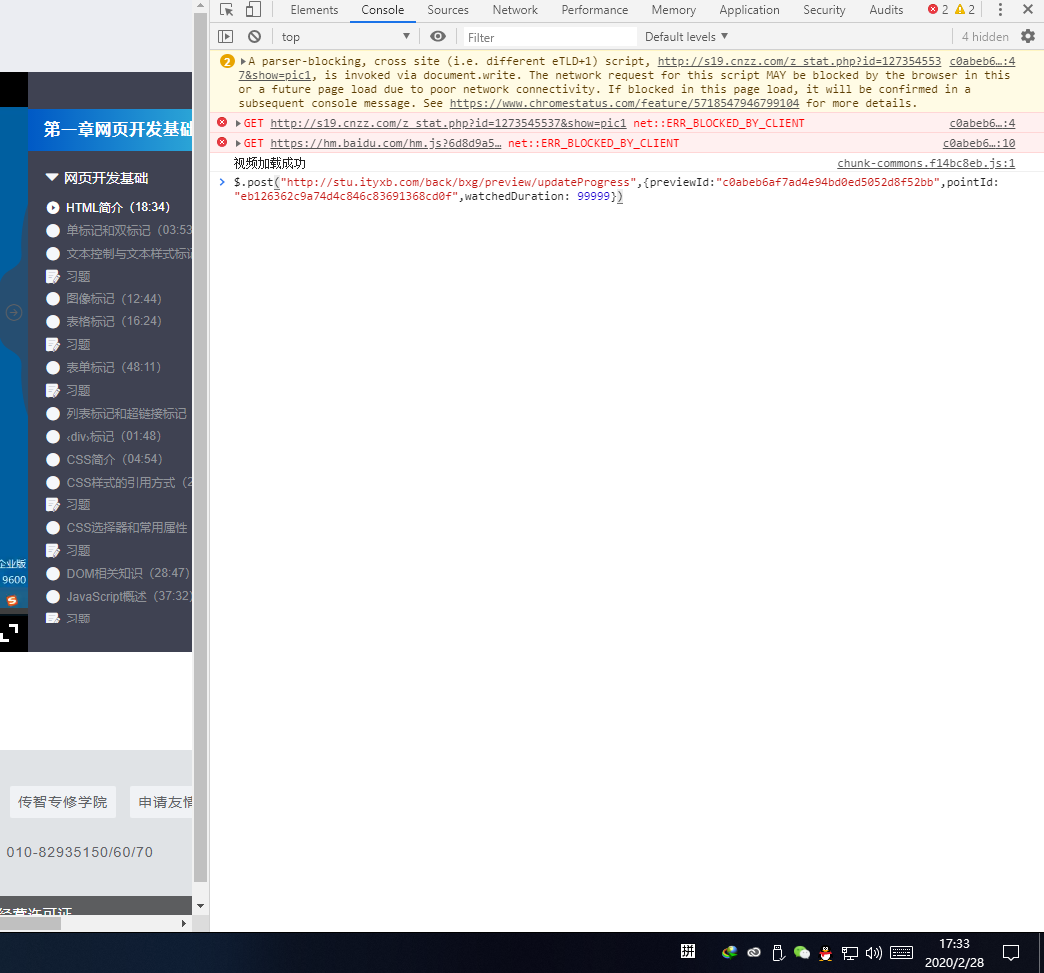 Elements Console Sources Network Performance Memory Application Security Audits 2 2
top Filter Default levels 4 hidden
2 A parser-blocking, cross site (i.e. different eTLD+1) script, http://s19.cnzz.com/z_stat.php?id=127354553 c0abeb6…:4
7&show=pic1, is invoked via document.write. The network request for this script MAY be blocked by the browser in this
or a future page load due to poor network connectivity. If blocked in this page load, it will be confirmed in a
subsequent console message. See https://www.chromestatus.com/feature/5718547946799104 for more details.
GET http://s19.cnzz.com/z_stat.php?id=1273545537&show=pic1 net::ERR_BLOCKED_BY_CLIENT c0abeb6…:4
GET https://hm.baidu.com/hm.js?6d8d9a5… net::ERR_BLOCKED_BY_CLIENT c0abeb6…:10
视频加载成功 chunk-commons.f14bc8eb.js:1
$.post("http://stu.ityxb.com/back/bxg/preview/updateProgress",{previewId:"c0abeb6af7ad4e94bd0ed5052d8f52bb",pointId:
"eb126362c9a74d4c846c83691368cd0f",watchedDuration: 99999})
第一章网页开发基础
网页开发基础
HTML简介 (18:34)
单标记和双标记 (03:53
文本控制与文本样式标记
习题
图像标记 (12:44)
表格标记 (16:24)
习题
表单标记 (48:11)
习题
列表标记和超链接标记
‹div›标记 (01:48)
CSS简介 (04:54)
CSS样式的引用方式 (2
习题
CSS选择器和常用属性
习题
DOM相关知识 (28:47)
JavaScript概述 (37:32)
习题
企业版
9600
传智专修学院 申请友情
010-82935150/60/70
经营许可证
拼
17:33
2020/2/28